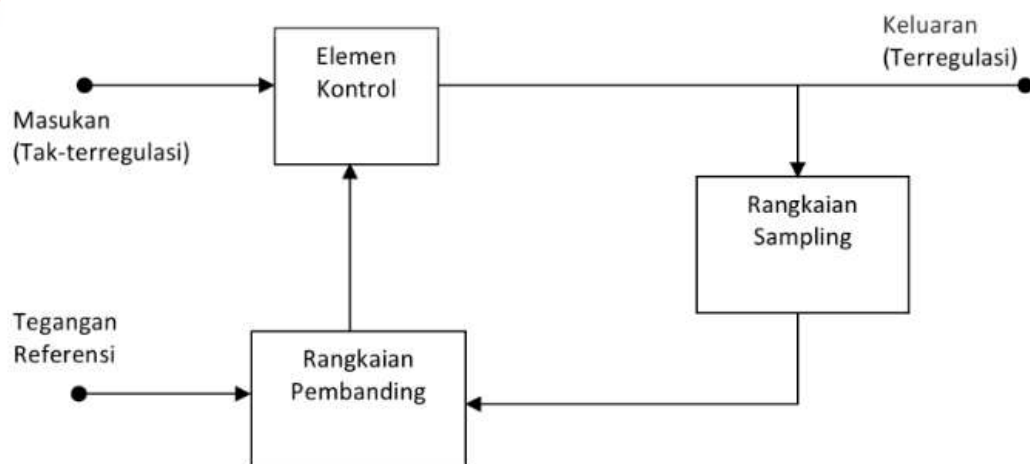 Elemen
Kontrol
Keluaran
(Terregulasi)
Masukan
(Tak-terregulasi)
Rangkaian
Sampling
Tegangan
Referensi
Rangkaian
Pembanding